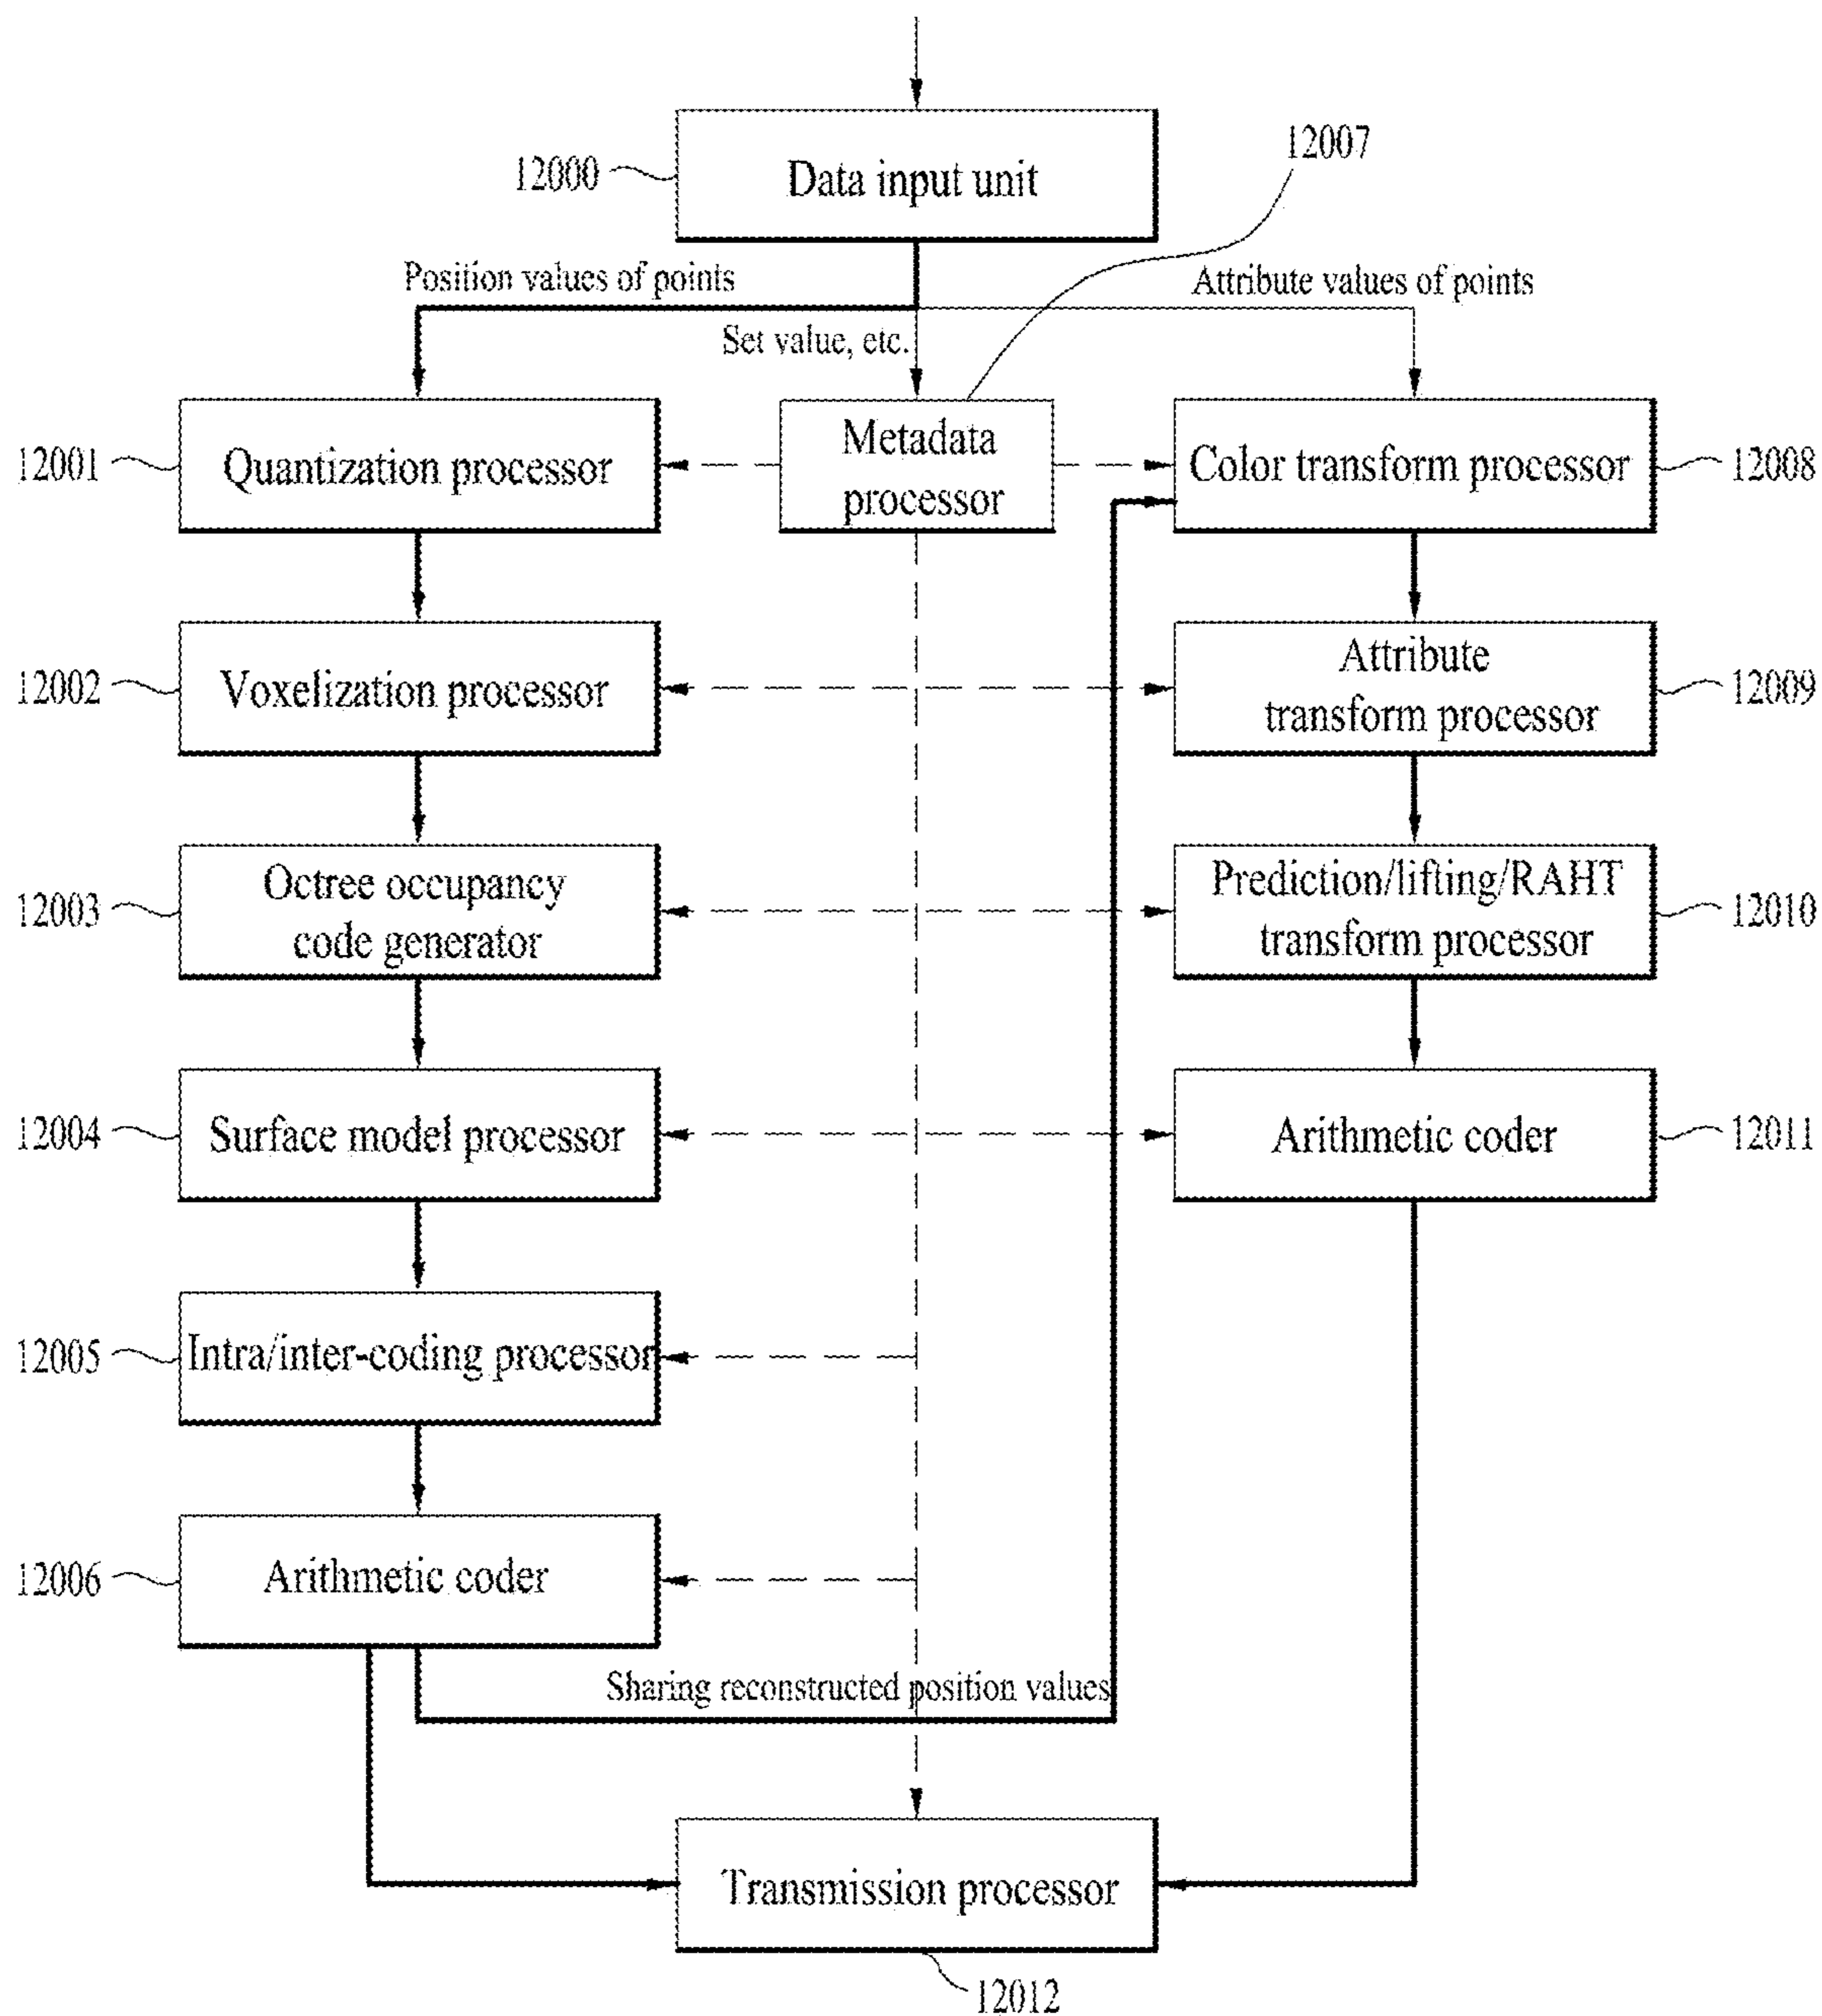 12000
Data input unit
12007
Position values of points
Attribute values of points
Set value, etc.
12001
Quantization processor
Metadata
processor
Color transform processor
12008
12002
Voxelization processor
Attribute
transform processor
12009
12003
Octree occupancy
code generator
Prediction/lifting/RAHT
transform processor
12010
12004
Surface model processor
Arithmetic coder
12011
12005
Intra/inter-coding processor
12006
Arithmetic coder
Sharing reconstructed position values
Transmission processor
12012